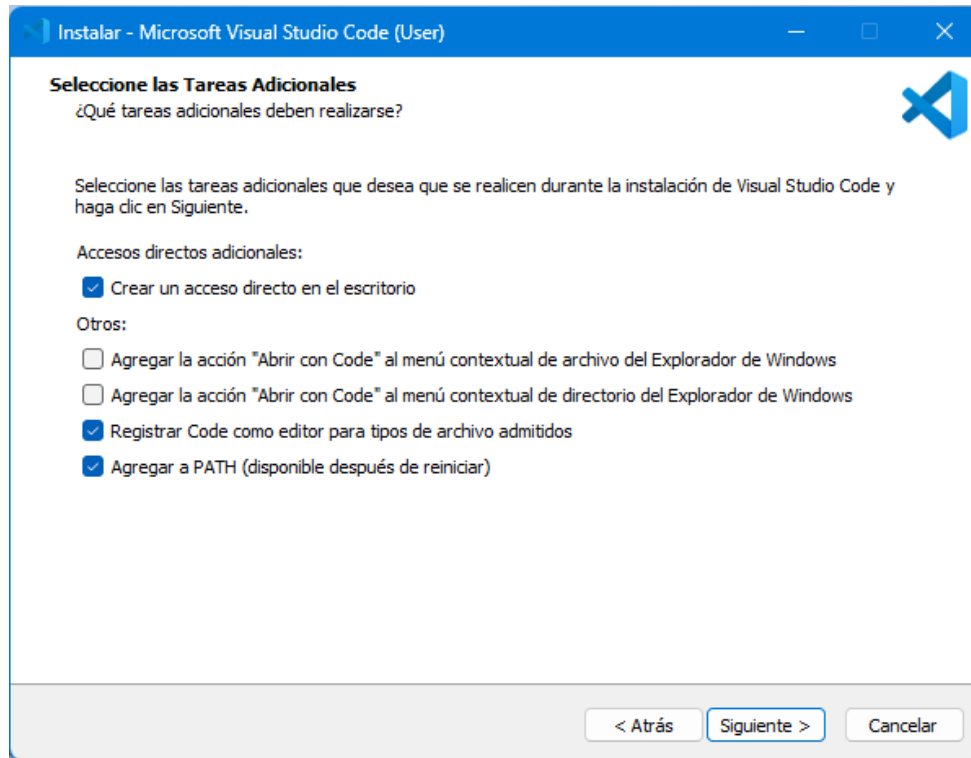 Instalar - Microsoft Visual Studio Code (User)
Seleccione las Tareas Adicionales
¿Qué tareas adicionales deben realizarse?
Seleccione las tareas adicionales que desea que se realicen durante la instalación de Visual Studio Code y
haga clic en Siguiente.
Accesos directos adicionales:
Crear un acceso directo en el escritorio
Otros:
Agregar la acción "Abrir con Code" al menú contextual de archivo del Explorador de Windows
Agregar la acción "Abrir con Code" al menú contextual de directorio del Explorador de Windows
Registrar Code como editor para tipos de archivo admitidos
Agregar a PATH (disponible después de reiniciar)
< Atrás Siguiente > Cancelar